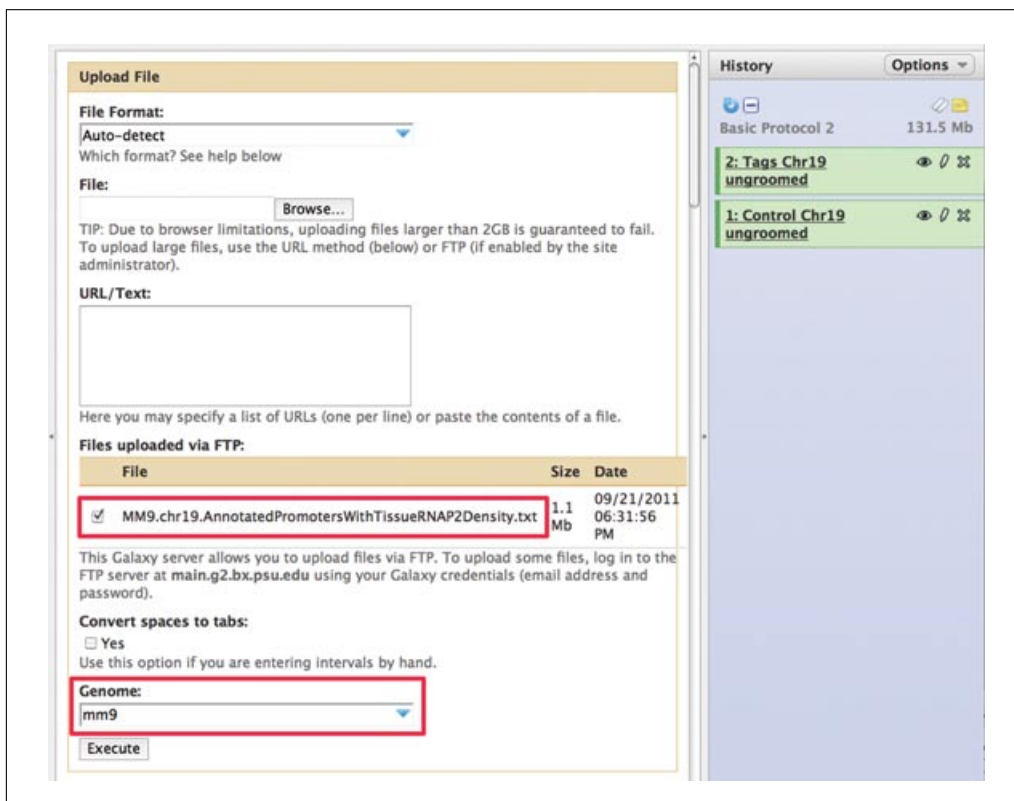 Upload File
File Format:
Auto-detect
Which format? See help below
File:
Browse...
TIP: Due to browser limitations, uploading files larger than 2GB is guaranteed to fail.
To upload large files, use the URL method (below) or FTP (if enabled by the site
administrator).
URL/Text:
Here you may specify a list of URLs (one per line) or paste the contents of a file.
Files uploaded via FTP:
File Size Date
MM9.chr19.AnnotatedPromotersWithTissueRNAP2Density.txt 1.1 Mb 09/21/2011 06:31:56 PM
This Galaxy server allows you to upload files via FTP. To upload some files, log in to the
FTP server at main.g2.bx.psu.edu using your Galaxy credentials (email address and
password).
Convert spaces to tabs:
Yes
Use this option if you are entering intervals by hand.
Genome:
mm9
Execute
History Options
Basic Protocol 2 131.5 Mb
2: Tags Chr19
ungroomed
1: Control Chr19
ungroomed